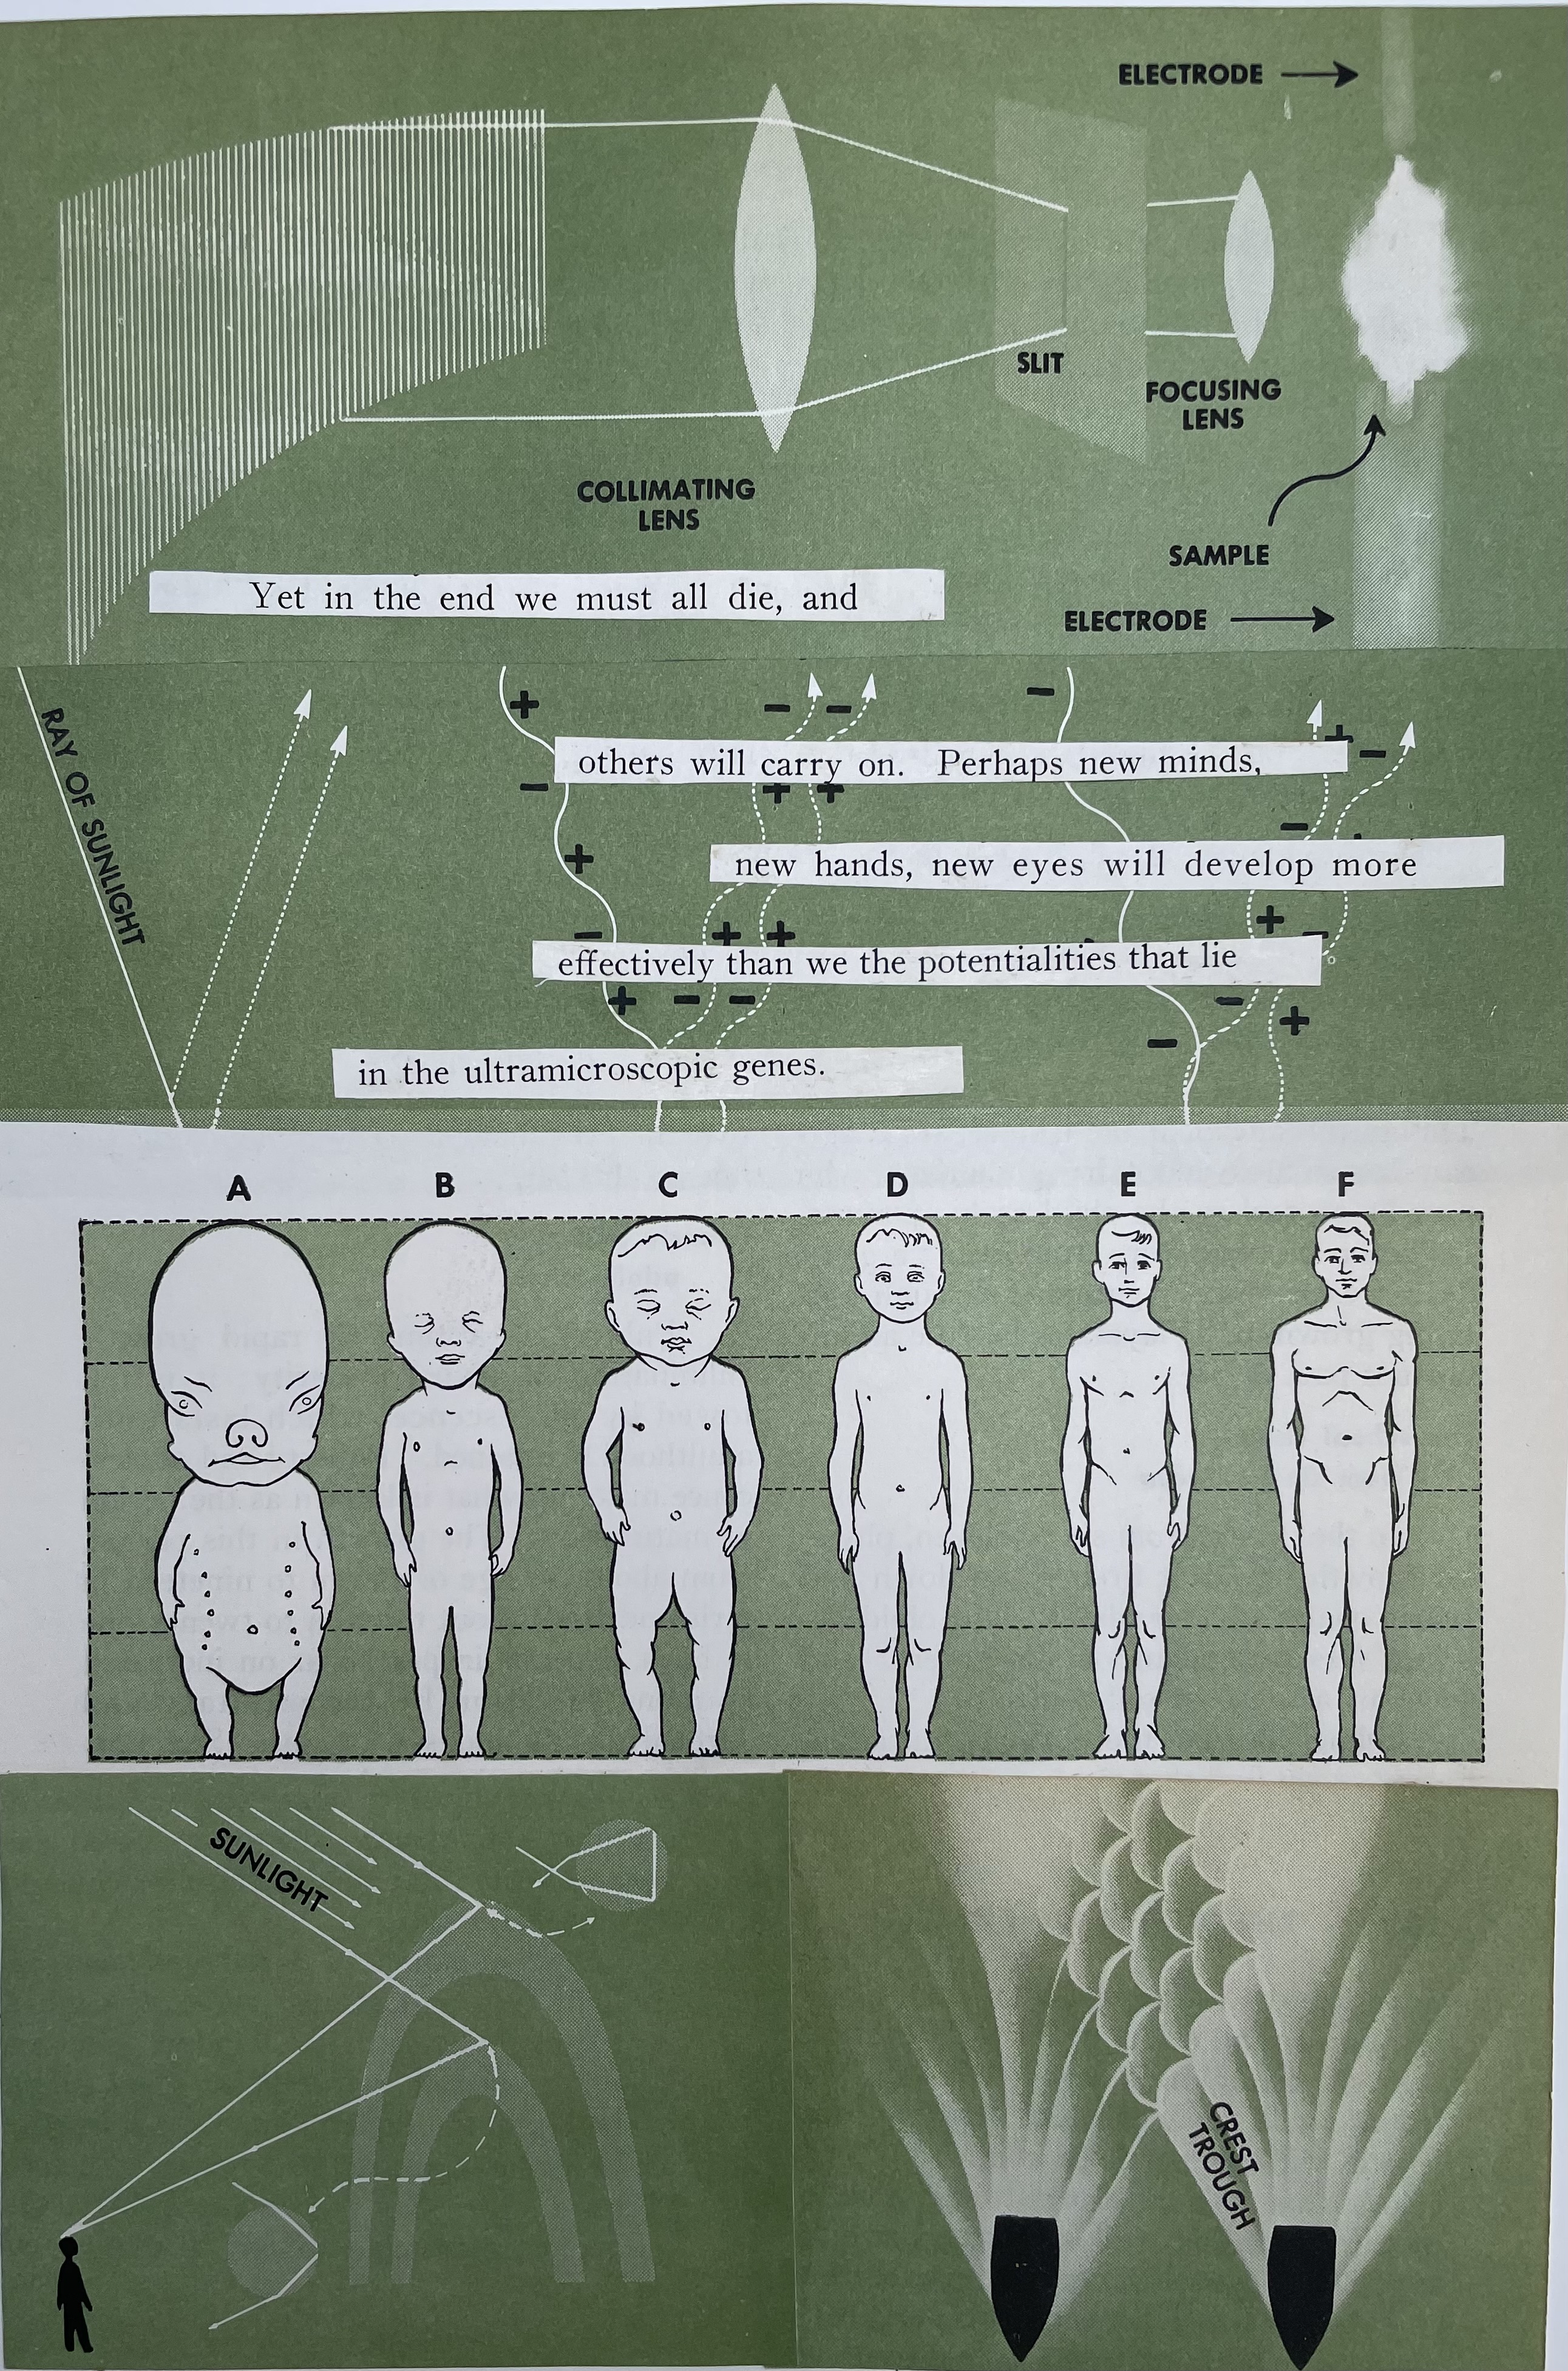 ELECTRODE
SLIT
FOCUSING
LENS
COLLIMATING
LENS
SAMPLE
Yet in the end we must all die, and
ELECTRODE
RAY OF SUNLIGHT
+ - - -
+ -
others will carry on. Perhaps new minds,
- + +
-
+
new hands, new eyes will develop more
- + + + -
effectively than we the potentialities that lie
+ - - - +
-
in the ultramicroscopic genes.
A B C D E F
SUNLIGHT
CREST
TROUGH